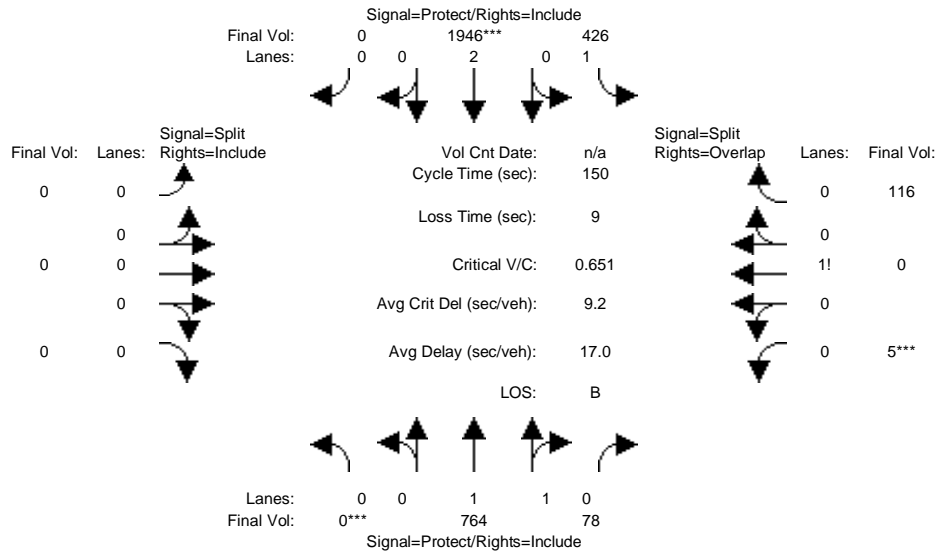 Signal=Protect/Rights=Include
Final Vol: 0 1946*** 426
Lanes: 0 0 2 0 1
Signal=Split
Final Vol: Lanes: Rights=Include
Vol Cnt Date: n/a
Signal=Split
Rights=Overlap Lanes: Final Vol:
Cycle Time (sec): 150
0 0
0 116
Loss Time (sec): 9
0
0
0 0
Critical V/C: 0.651
1! 0
0
Avg Crit Del (sec/veh): 9.2
0
0 0
Avg Delay (sec/veh): 17.0
0 5***
LOS: B
Lanes: 0 0 1 1 0
Final Vol: 0*** 764 78
Signal=Protect/Rights=Include